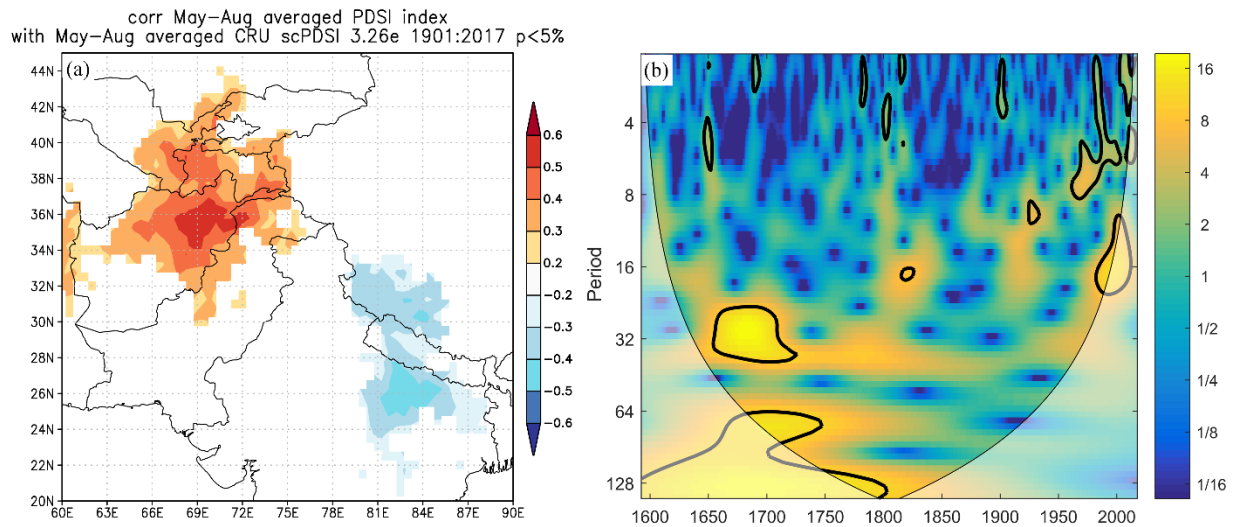 corr May-Aug averaged PDSI index
with May-Aug averaged CRU scPDSI 3.26e 1901:2017 p<5%
(a)
44N
42N
40N
38N
36N
34N
32N
30N
28N
26N
24N
22N
20N
60E 63E 66E 69E 72E 75E 78E 81E 84E 87E 90E
0.6
0.5
0.4
0.3
0.2
-0.2
-0.3
-0.4
-0.5
-0.6
(b)
Period
4
8
16
32
64
128
1600 1650 1700 1750 1800 1850 1900 1950 2000
16
8
4
2
1
1/2
1/4
1/8
1/16